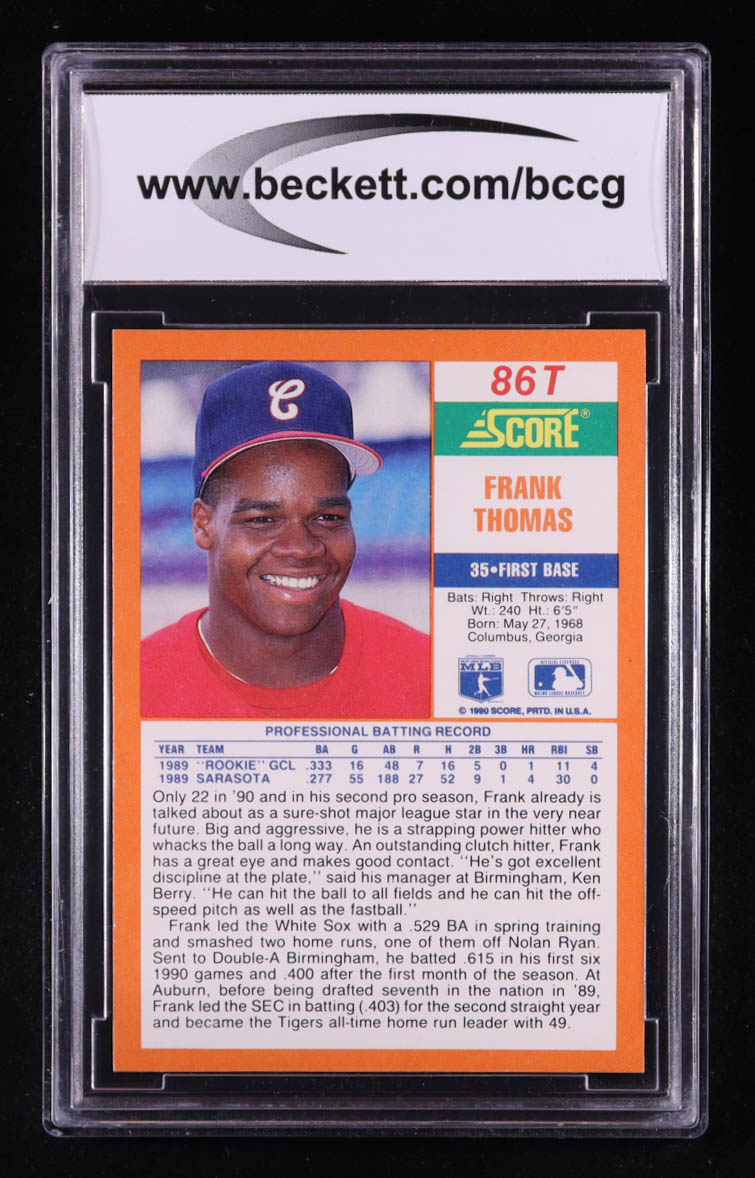 www.beckett.com/bccg
C
86T
SCORE®
FRANK
THOMAS
35•FIRST BASE
Bats: Right Throws: Right
Wt.: 240 Ht.: 6'5"
Born: May 27, 1968
Columbus, Georgia
MLB
OFFICIAL LICENSEE
MAJOR LEAGUE BASEBALL
© 1990 SCORE, PRTD. IN U.S.A.
PROFESSIONAL BATTING RECORD
YEAR TEAM BA G AB R H 2B 3B HR RBI SB
1989 "ROOKIE" GCL .333 16 48 7 16 5 0 1 11 4
1989 SARASOTA .277 55 188 27 52 9 1 4 30 0
Only 22 in '90 and in his second pro season, Frank already is
talked about as a sure-shot major league star in the very near
future. Big and aggressive, he is a strapping power hitter who
whacks the ball a long way. An outstanding clutch hitter, Frank
has a great eye and makes good contact. "He's got excellent
discipline at the plate," said his manager at Birmingham, Ken
Berry. "He can hit the ball to all fields and he can hit the off-
speed pitch as well as the fastball."
Frank led the White Sox with a .529 BA in spring training
and smashed two home runs, one of them off Nolan Ryan.
Sent to Double-A Birmingham, he batted .615 in his first six
1990 games and .400 after the first month of the season. At
Auburn, before being drafted seventh in the nation in '89,
Frank led the SEC in batting (.403) for the second straight year
and became the Tigers all-time home run leader with 49.